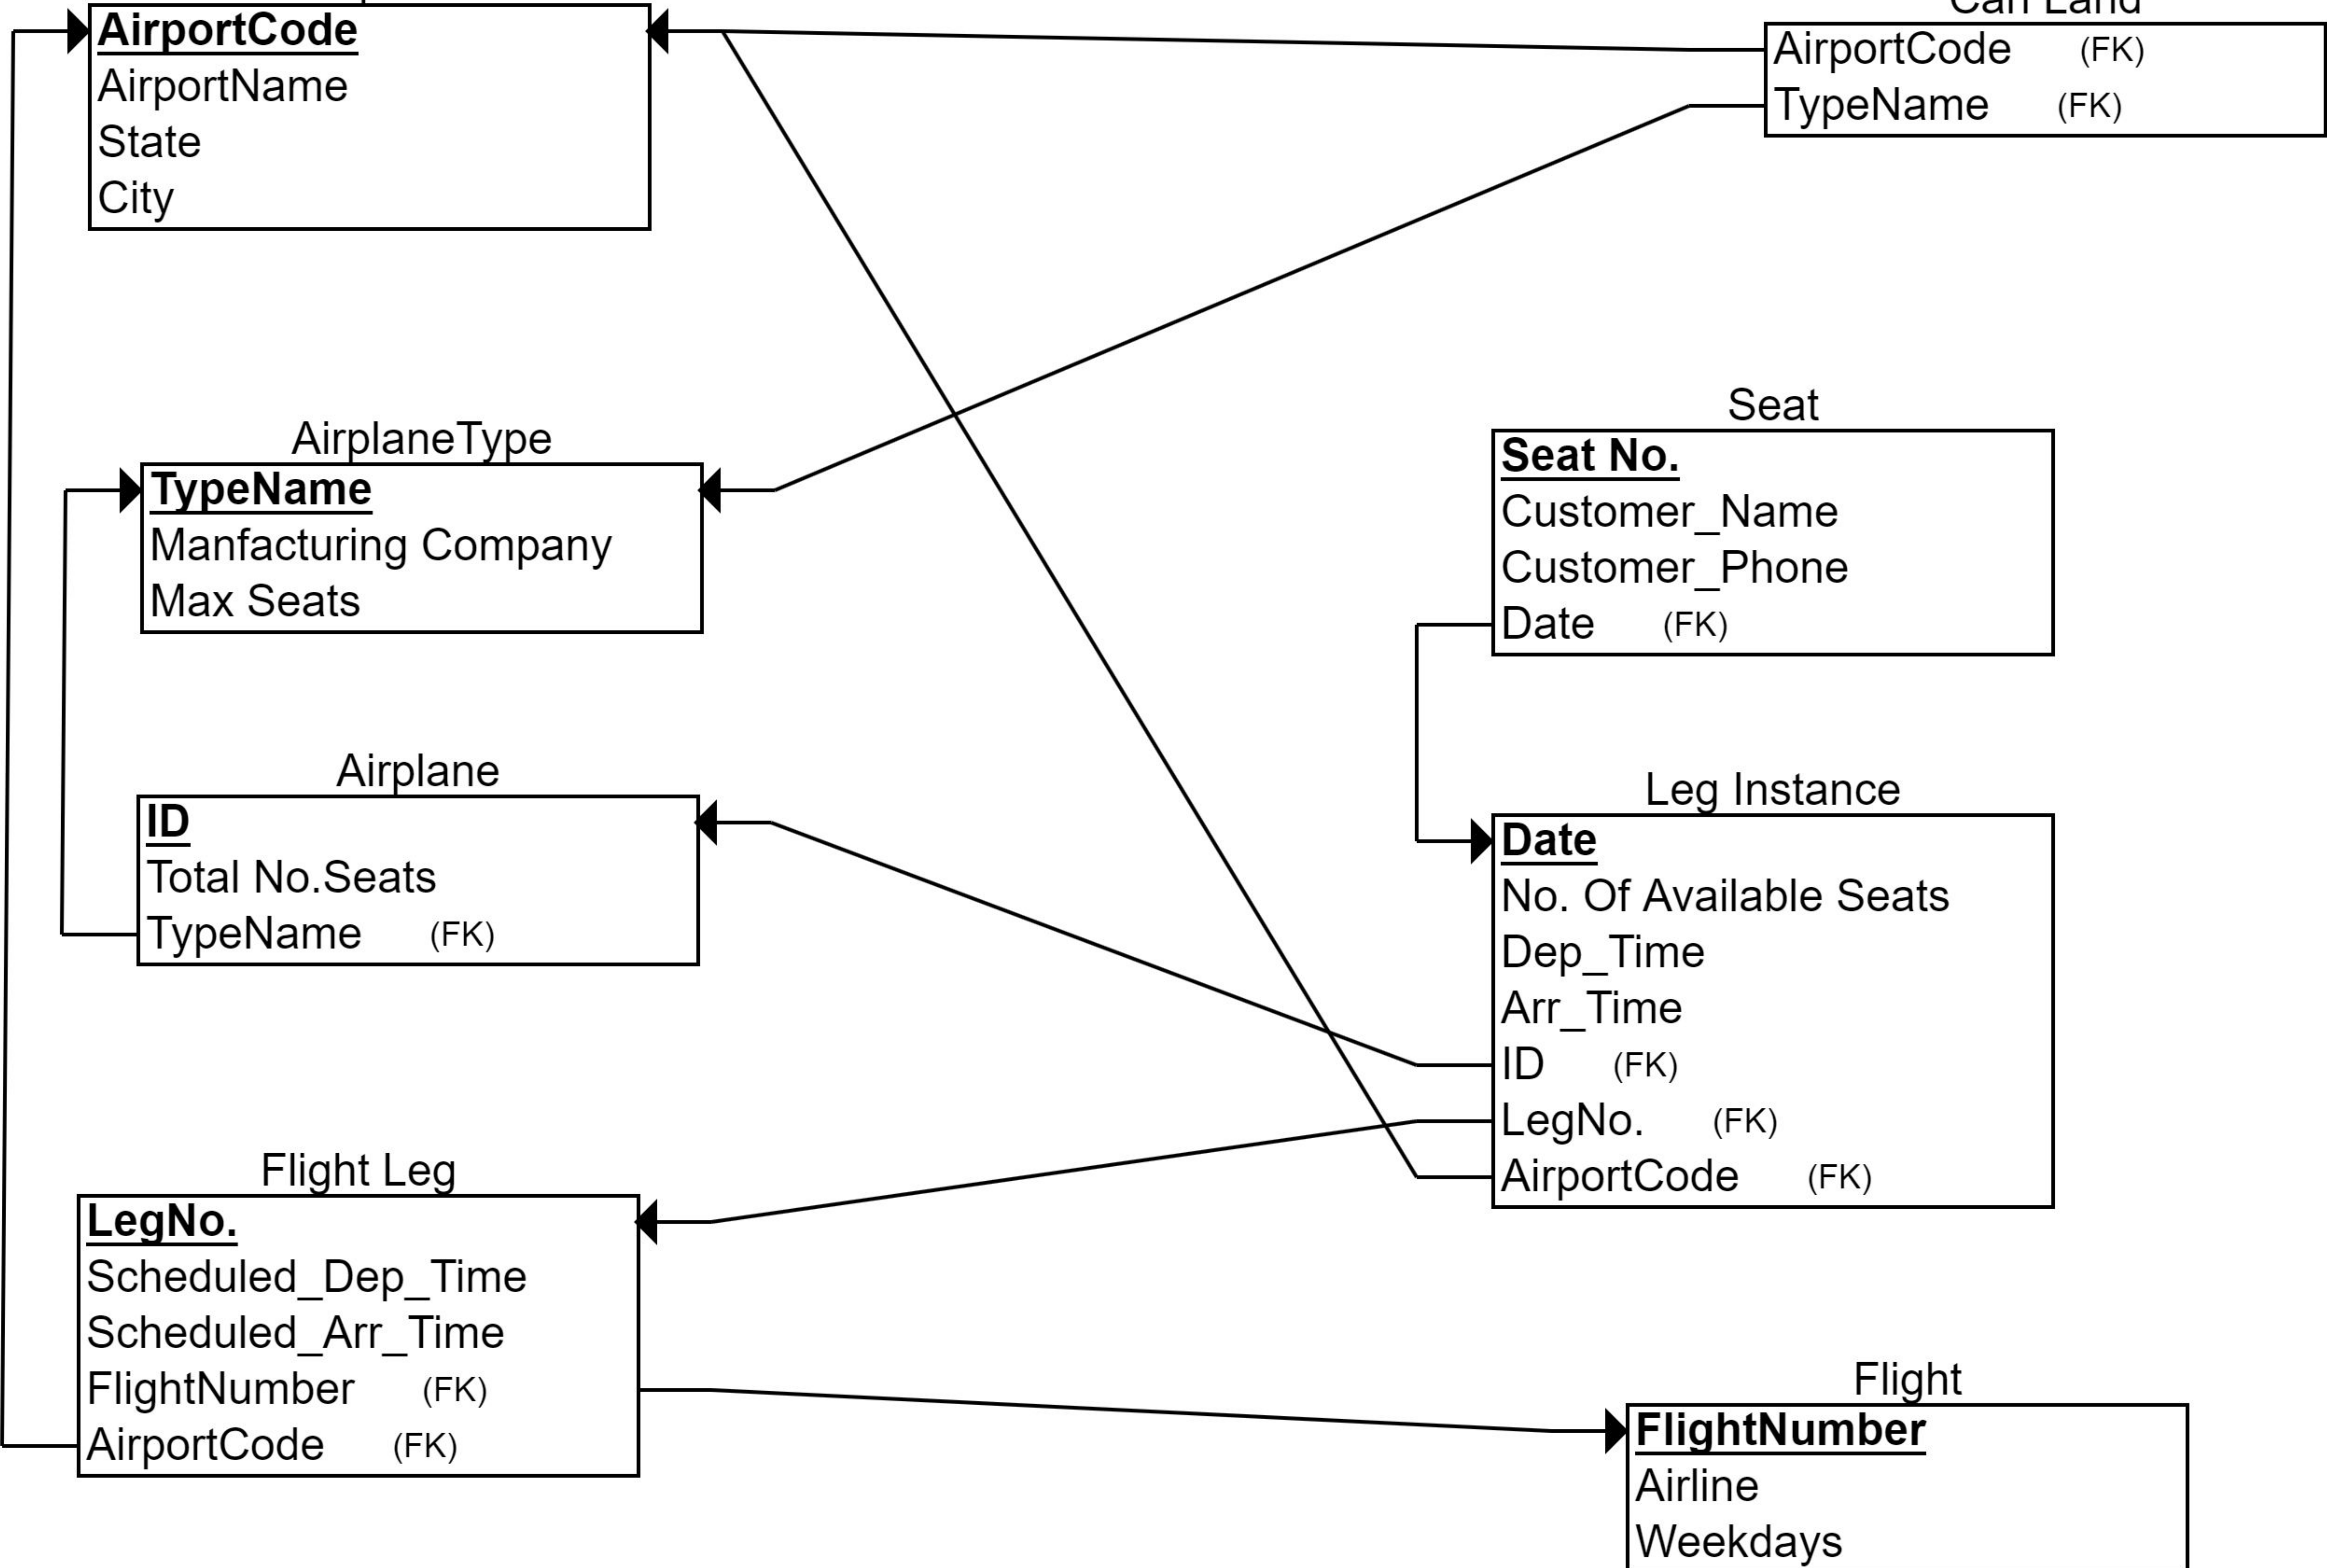 Can Land
AirportCode
AirportName
State
City
AirportCode (FK)
TypeName (FK)
AirplaneType
TypeName
Manfacturing Company
Max Seats
Seat
Seat No.
Customer_Name
Customer_Phone
Date (FK)
Airplane
ID
Total No.Seats
TypeName (FK)
Leg Instance
Date
No. Of Available Seats
Dep_Time
Arr_Time
ID (FK)
LegNo. (FK)
AirportCode (FK)
Flight Leg
LegNo.
Scheduled_Dep_Time
Scheduled_Arr_Time
FlightNumber (FK)
AirportCode (FK)
Flight
FlightNumber
Airline
Weekdays